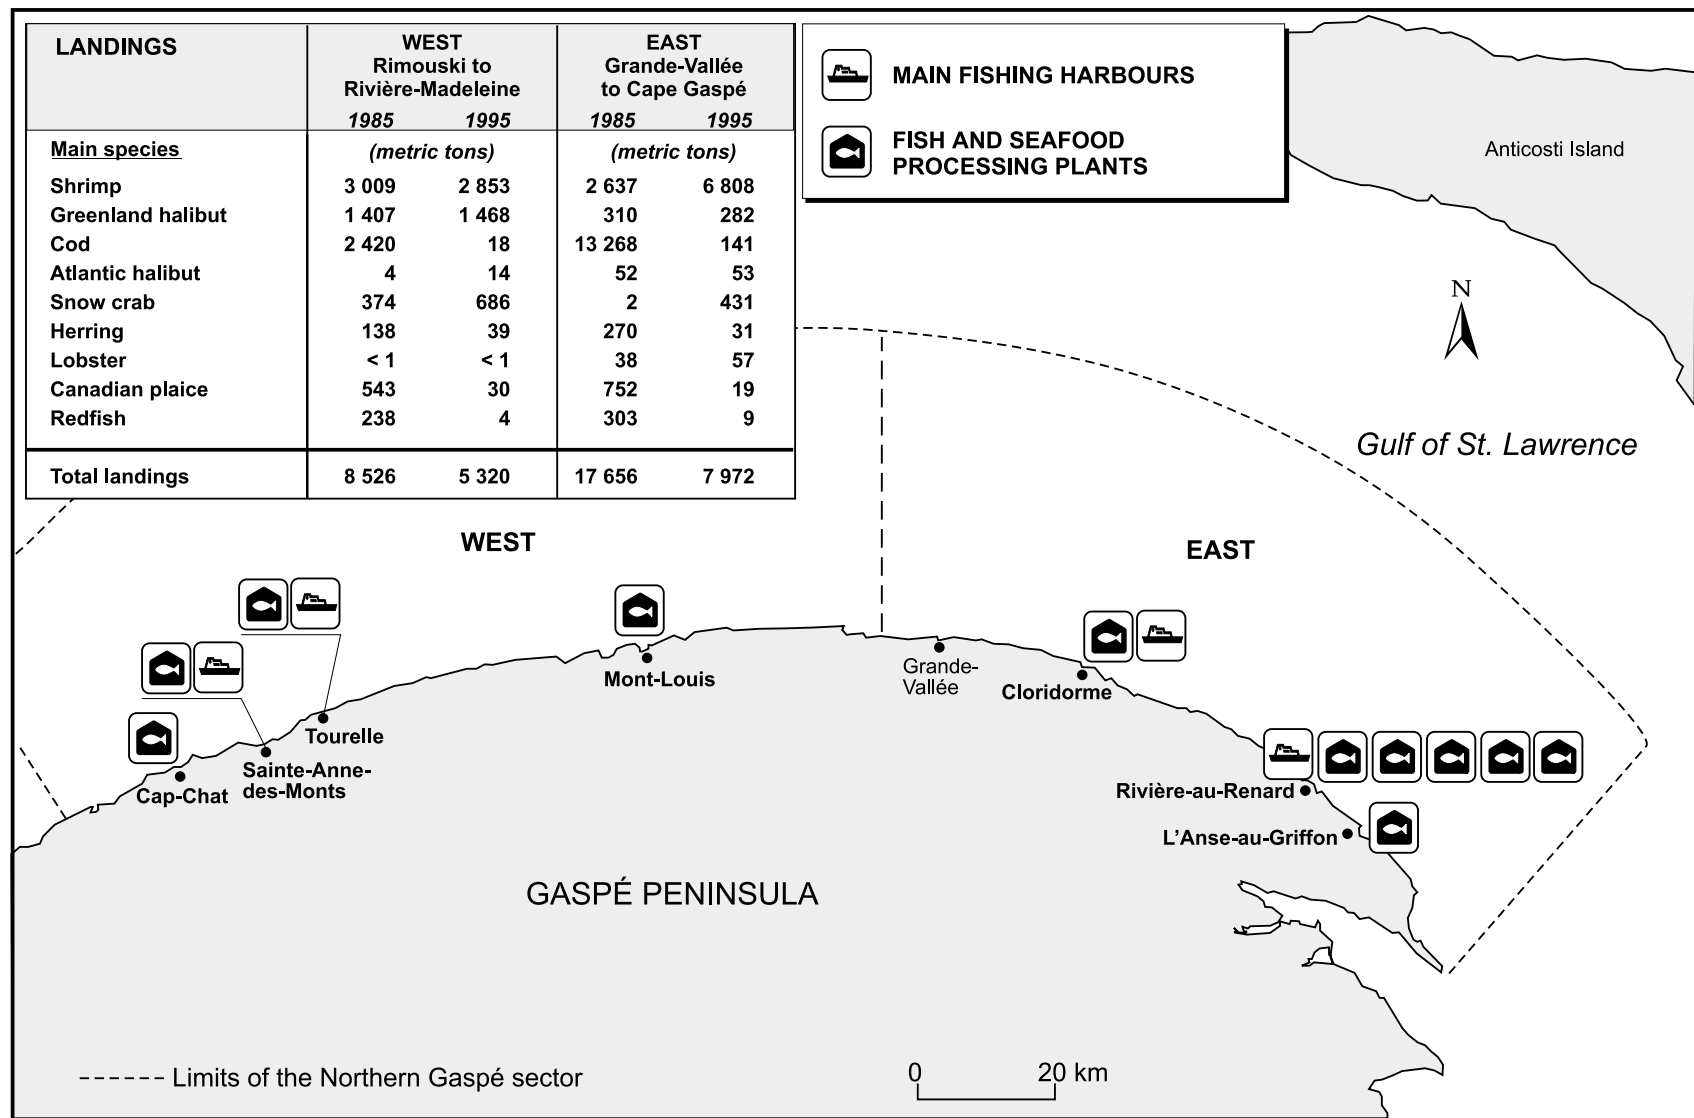 LANDINGS
WEST
Rimouski to
Rivière-Madeleine
EAST
Grande-Vallée
to Cape Gaspé
1985 1995 1985 1995
Main species (metric tons) (metric tons)
Shrimp 3 009 2 853 2 637 6 808
Greenland halibut 1 407 1 468 310 282
Cod 2 420 18 13 268 141
Atlantic halibut 4 14 52 53
Snow crab 374 686 2 431
Herring 138 39 270 31
Lobster < 1 < 1 38 57
Canadian plaice 543 30 752 19
Redfish 238 4 303 9
Total landings 8 526 5 320 17 656 7 972
MAIN FISHING HARBOURS
FISH AND SEAFOOD
PROCESSING PLANTS
Anticosti Island
N
Gulf of St. Lawrence
WEST
EAST
Mont-Louis
Grande-
Vallée
Cloridorme
Tourelle
Sainte-Anne-
des-Monts
Cap-Chat
Rivière-au-Renard
L'Anse-au-Griffon
GASPÉ PENINSULA
Limits of the Northern Gaspé sector
0 20 km